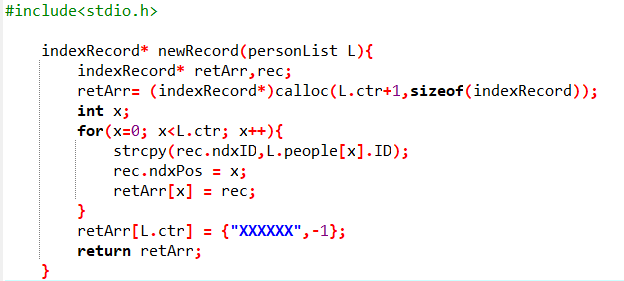 #include<stdio.h>
indexRecord* newRecord(personList L){
indexRecord* retArr,rec;
retArr= (indexRecord*)calloc(L.ctr+1,sizeof(indexRecord));
int x;
for(x=0; x<L.ctr; x++){
strcpy(rec.ndxID,L.people[x].ID);
rec.ndxPos = x;
retArr[x] = rec;
}
retArr[L.ctr] = {"XXXXXX",-1};
return retArr;
}